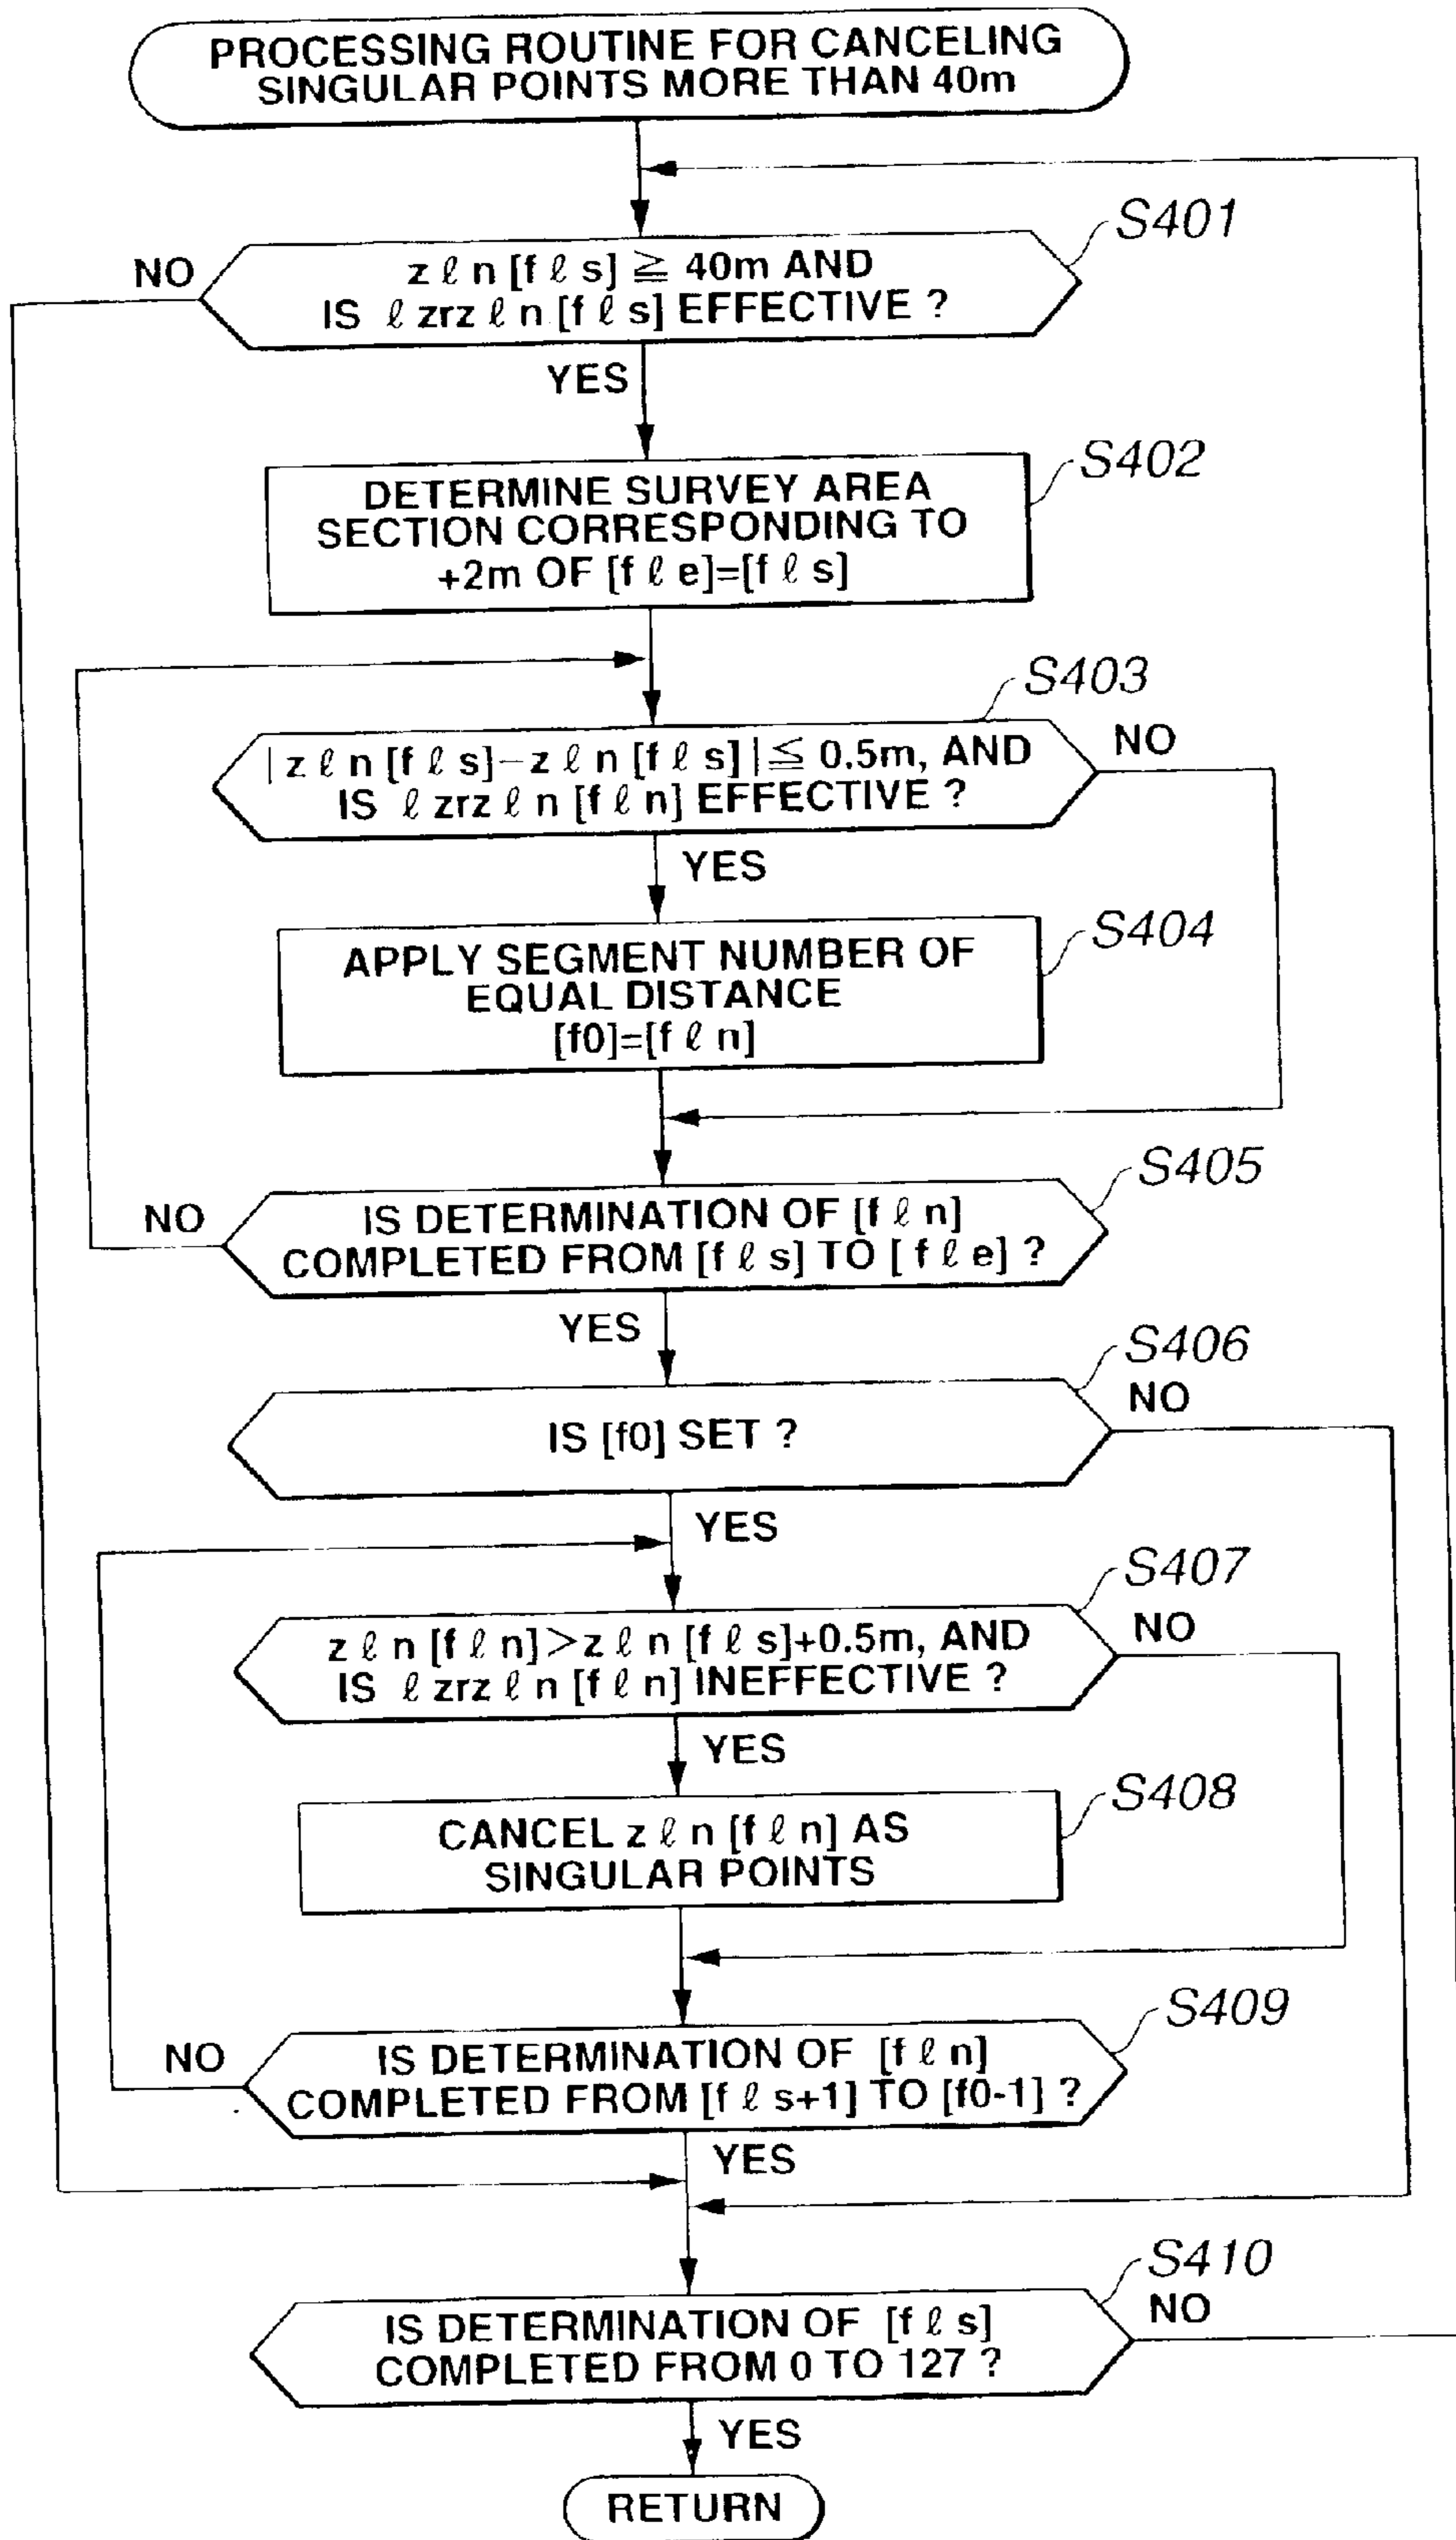 PROCESSING ROUTINE FOR CANCELING
SINGULAR POINTS MORE THAN 40m
S401
NO
z ℓ n [f ℓ s] ≧ 40m AND
IS ℓ zrz ℓ n [f ℓ s] EFFECTIVE ?
YES
S402
DETERMINE SURVEY AREA
SECTION CORRESPONDING TO
+2m OF [f ℓ e]=[f ℓ s]
S403
NO
|z ℓ n [f ℓ s]−z ℓ n [f ℓ s]|≦ 0.5m, AND
IS ℓ zrz ℓ n [f ℓ n] EFFECTIVE ?
YES
S404
APPLY SEGMENT NUMBER OF
EQUAL DISTANCE
[f0]=[f ℓ n]
S405
NO
IS DETERMINATION OF [f ℓ n]
COMPLETED FROM [f ℓ s] TO [ f ℓ e] ?
YES
S406
NO
IS [f0] SET ?
YES
S407
NO
z ℓ n [f ℓ n]>z ℓ n [f ℓ s]+0.5m, AND
IS ℓ zrz ℓ n [f ℓ n] INEFFECTIVE ?
YES
S408
CANCEL z ℓ n [f ℓ n] AS
SINGULAR POINTS
S409
NO
IS DETERMINATION OF [f ℓ n]
COMPLETED FROM [f ℓ s+1] TO [f0-1] ?
YES
S410
NO
IS DETERMINATION OF [f ℓ s]
COMPLETED FROM 0 TO 127 ?
YES
RETURN